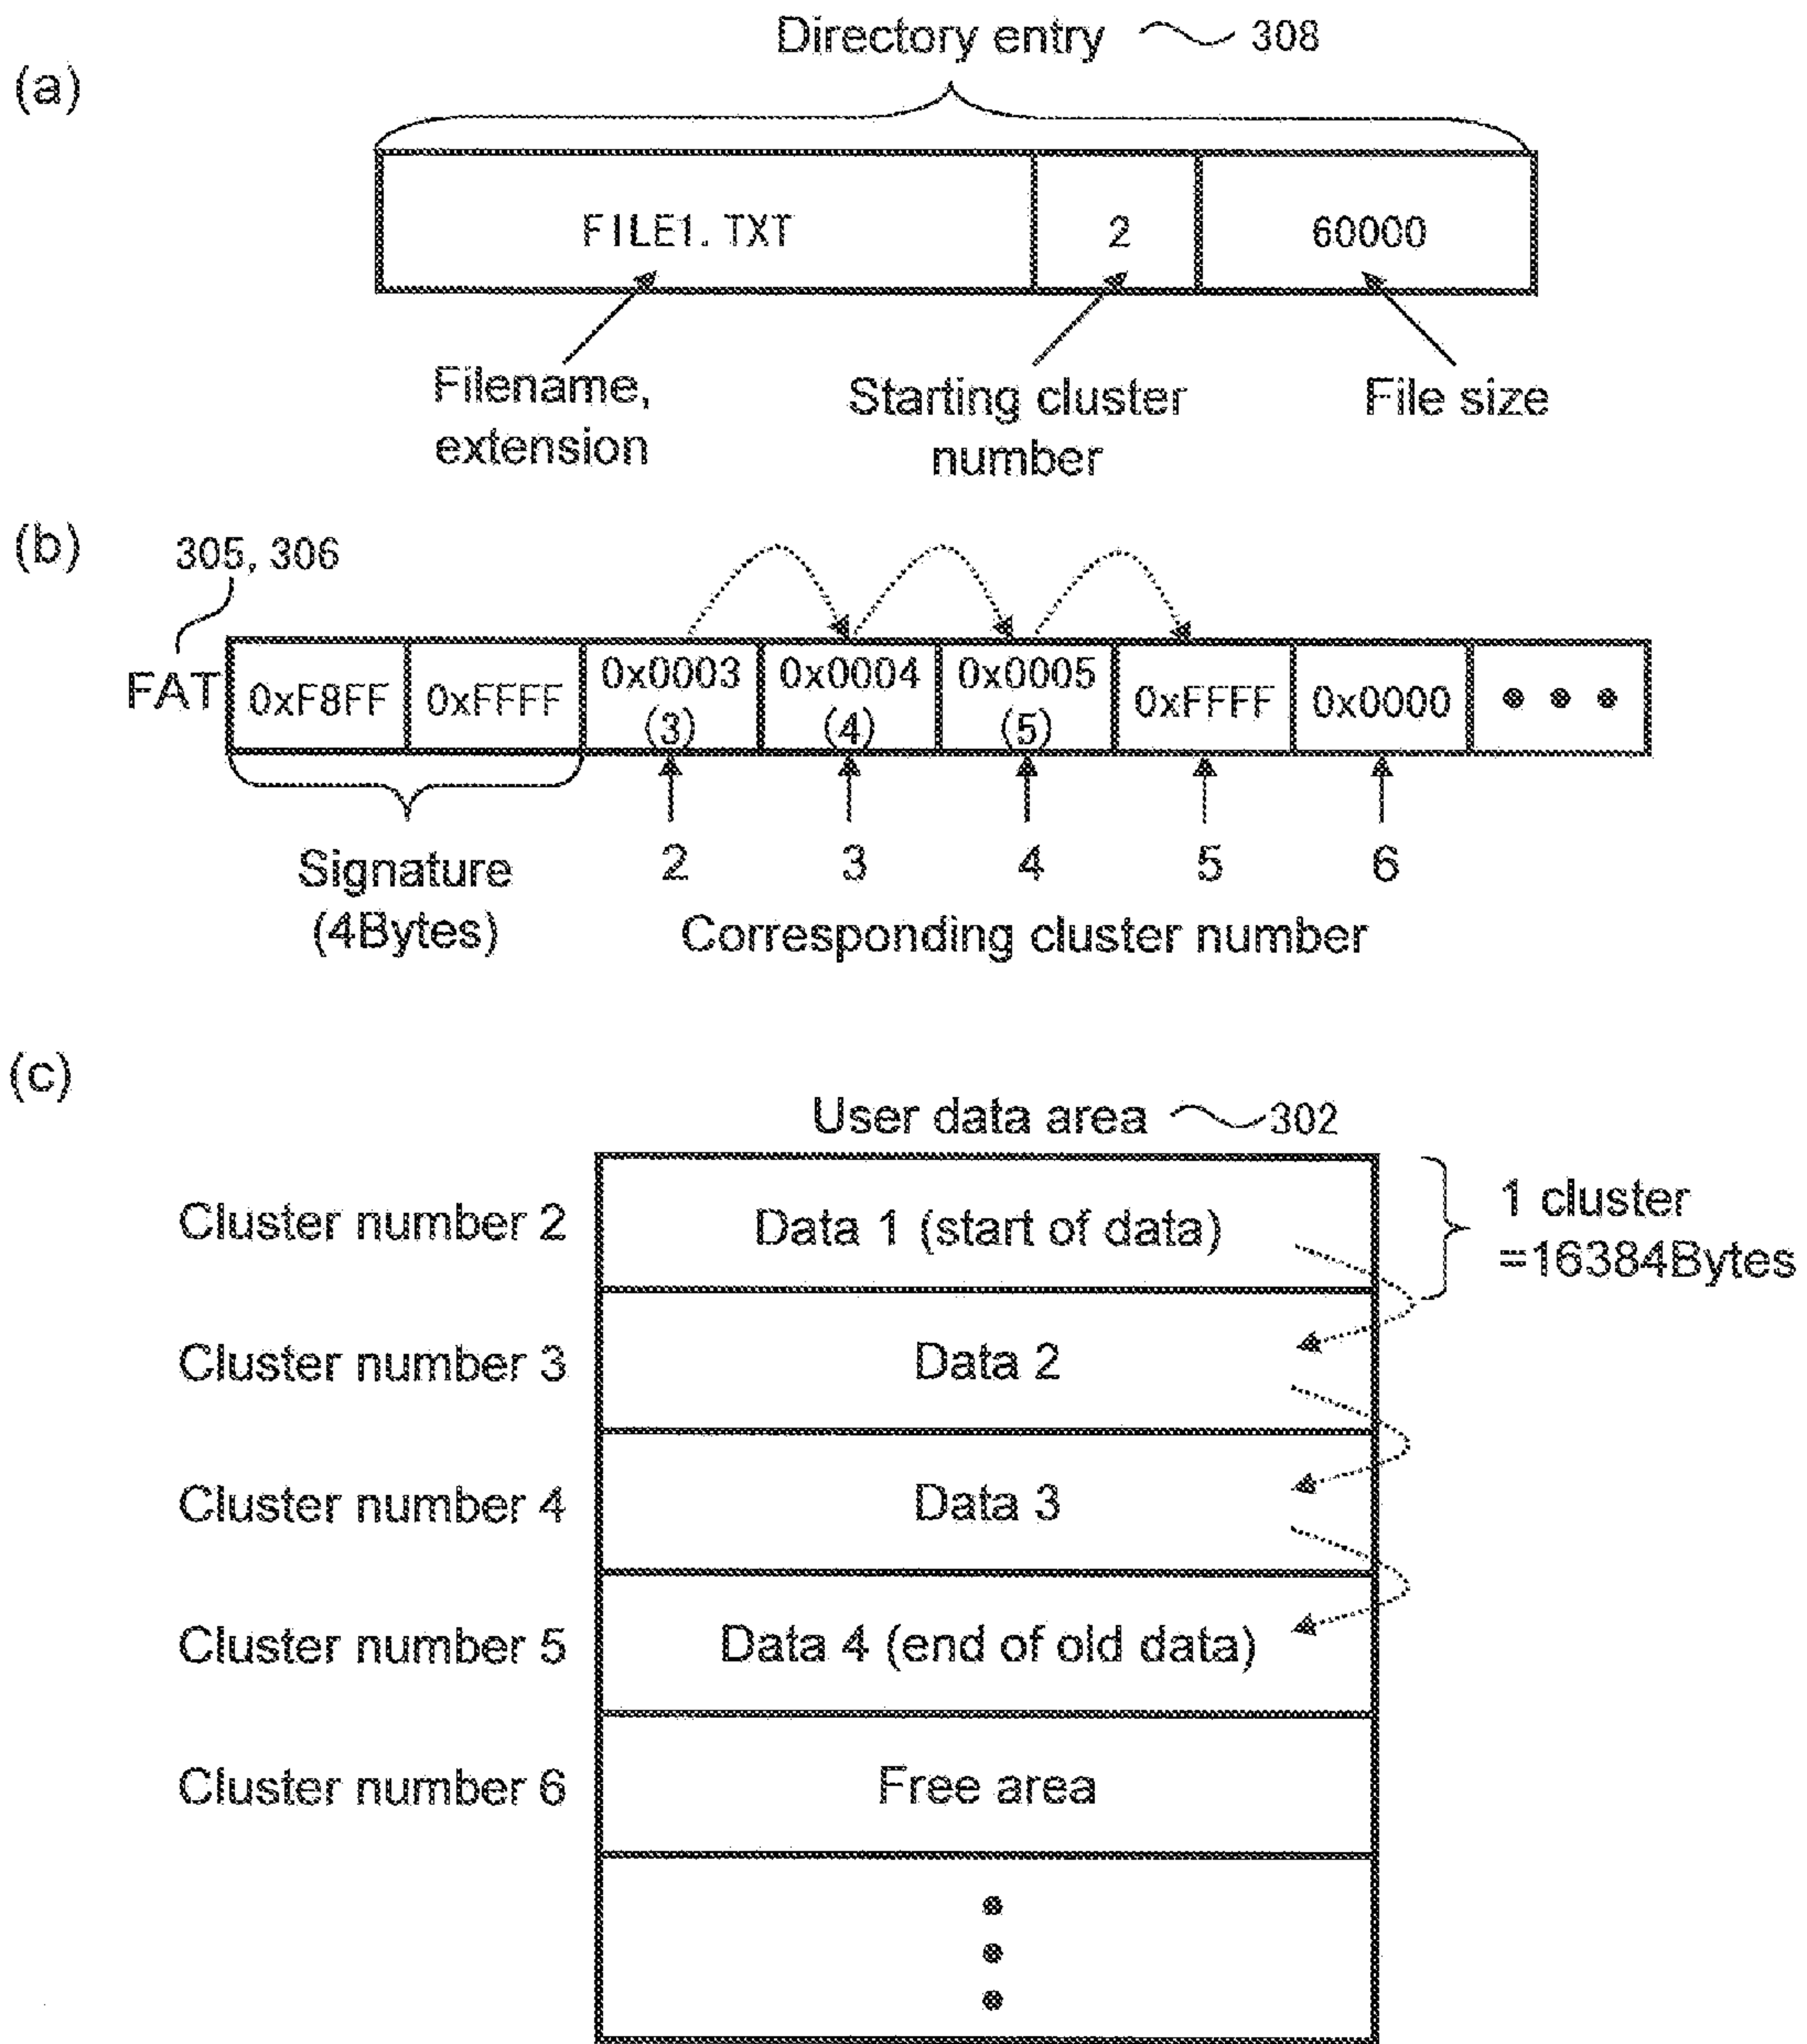 Directory entry 308
(a)
FILE1. TXT 2 60000
Filename, Starting cluster File size
extension number
(b)
305, 306
FAT 0xF8FF 0xFFFF 0x0003 0x0004 0x0005 0xFFFF 0x0000
(3) (4) (5)
Signature 2 3 4 5 6
(4Bytes) Corresponding cluster number
(c)
User data area 302
Cluster number 2 Data 1 (start of data) 1 cluster
=16384Bytes
Cluster number 3 Data 2
Cluster number 4 Data 3
Cluster number 5 Data 4 (end of old data)
Cluster number 6 Free area